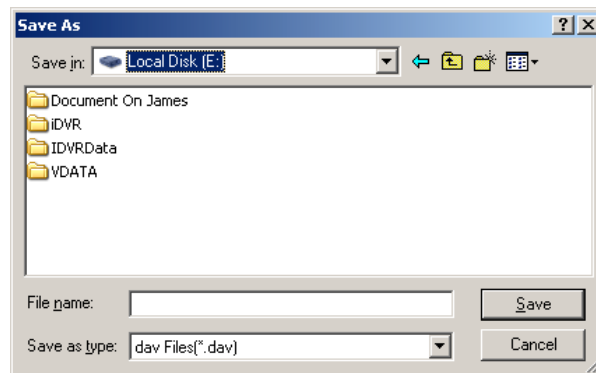 Save As
Save in: Local Disk (E:)
Document On James
iDVR
IDVRData
VDATA
File name:
Save
Save as type: dav Files(*.dav)
Cancel